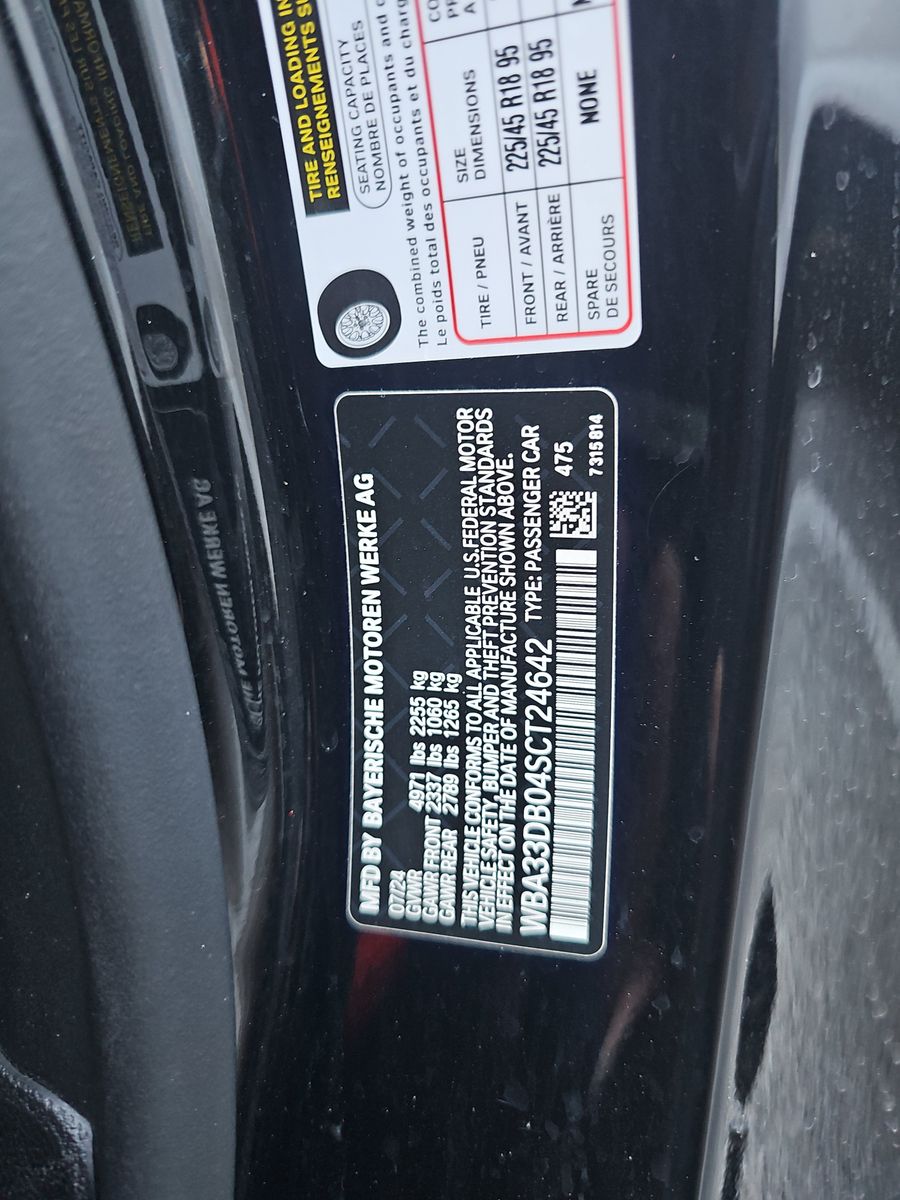 TIRE AND LOADING
RENSEIGNEMENTS
SEATING CAPACITY
NOMBRE DE PLACES
The combined weight of occupants and
Le poids total des occupants et du
TIRE / PNEU
SIZE
DIMENSIONS
FRONT / AVANT 225/45 R18 95
REAR / ARRIÈRE 225/45 R18 95
SPARE
DE SECOURS
NONE
MFD BY BAYERISCHE MOTOREN WERKE AG
07/24
GVWR 4971 lbs 2255 kg
GAWR FRONT 2337 lbs 1060 kg
GAWR REAR 2789 lbs 1265 kg
THIS VEHICLE CONFORMS TO ALL APPLICABLE U.S. FEDERAL MOTOR
VEHICLE SAFETY, BUMPER AND THEFT PREVENTION STANDARDS
IN EFFECT ON THE DATE OF MANUFACTURE SHOWN ABOVE.
WBA33DB04SCT24642 TYPE: PASSENGER CAR
475
7315814